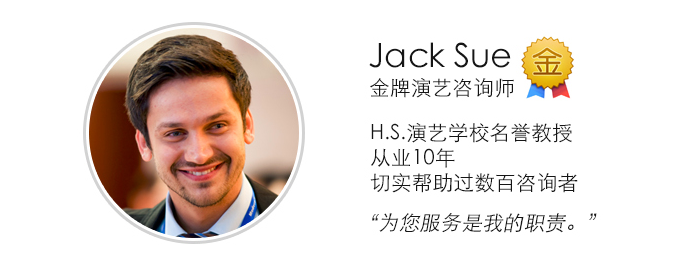 Jack Sue 金
金牌演艺咨询师
H.S.演艺学校名誉教授
从业10年
切实帮助过数百咨询者
“为您服务是我的职责。”